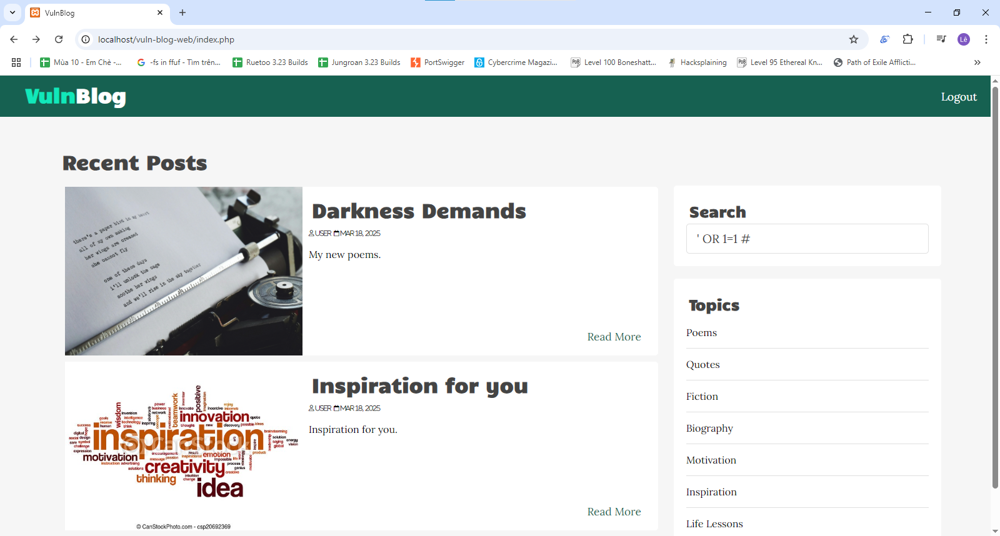 VulnBlog
localhost/vuln-blog-web/index.php
Lê
Mùa 10 - Em Chè -...
-fs in ffuf - Tìm trên...
Ruetoo 3.23 Builds
Jungroan 3.23 Builds
PortSwigger
Cybercrime Magazi...
Level 100 Boneshatt...
Hacksplaining
Level 95 Ethereal Kn...
Path of Exile Afflicti...
VulnBlog
Logout
Recent Posts
there's a paper bird in my heart
all of my own making
her wings are creased
she cannot fly
one of these days
i'll unlock the cage
soothe her wings
and we'll rise in the sky together
Darkness Demands
USER MAR 18, 2025
My new poems.
Read More
Search
' OR 1=1 #
Topics
Poems
Quotes
Fiction
Biography
Motivation
Inspiration
Life Lessons
inspiration
innovation
motivation
creativity
thinking
idea
wisdom
teamwork
positive
emotion
© CanStockPhoto.com - csp20692369
Inspiration for you
USER MAR 18, 2025
Inspiration for you.
Read More